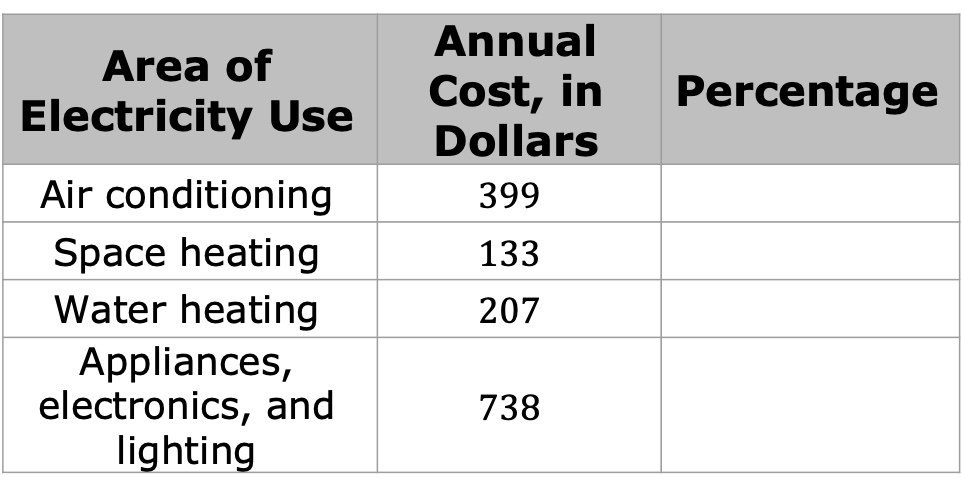 Area of
Electricity Use
Annual
Cost, in
Dollars
Percentage
Air conditioning
399
Space heating
133
Water heating
207
Appliances,
electronics, and
lighting
738